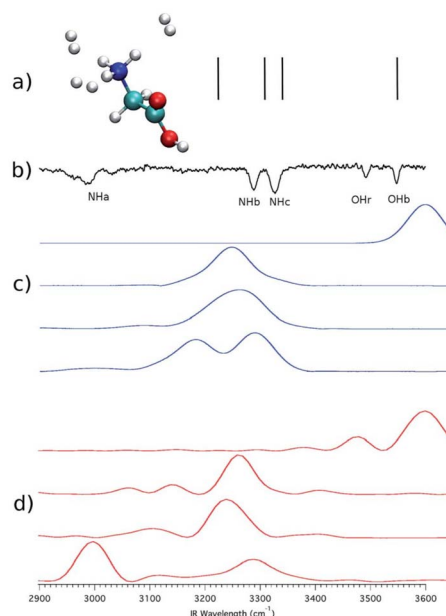 a)
b)
NHa NHb NHc OHr OHb
c)
d)
2900 3000 3100 3200 3300 3400 3500 3600
IR Wavelength (cm⁻¹)